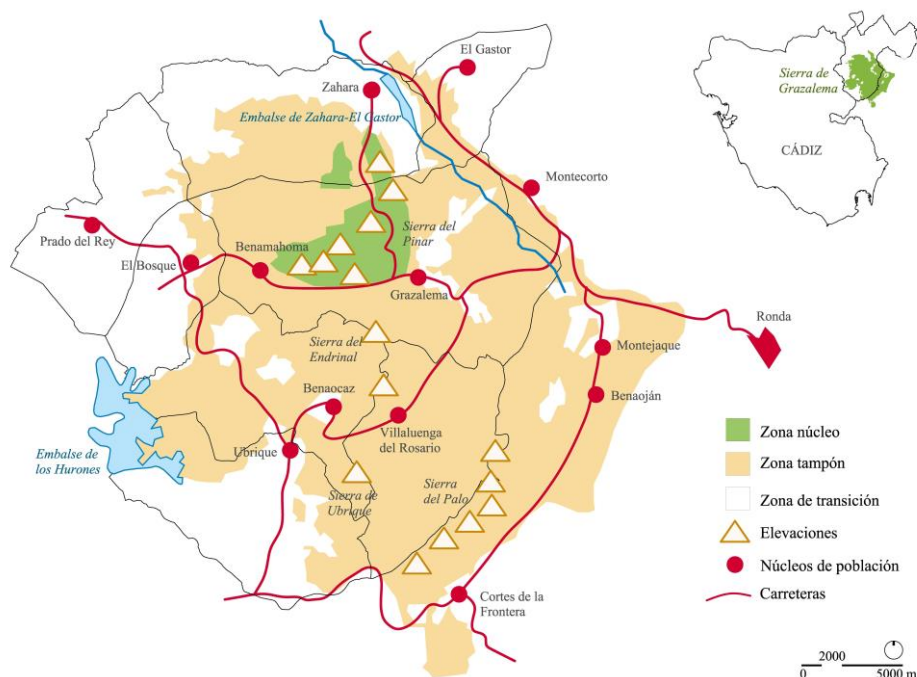 El Gastor
Zahara
Embalse de Zahara-El Gastor
Sierra de
Grazalema
CÁDIZ
Montecorto
Prado del Rey
Sierra del
Pinar
Benamahoma
El Bosque
Grazalema
Ronda
Sierra del
Endrinal
Montejaque
Benaocaz
Benaoján
Villaluenga
del Rosario
Embalse de
los Hurones
Ubrique
Sierra de
Ubrique
Sierra
del Palo
Cortes de la
Frontera
Zona núcleo
Zona tampón
Zona de transición
Elevaciones
Núcleos de población
Carreteras
2000
0 5000 m